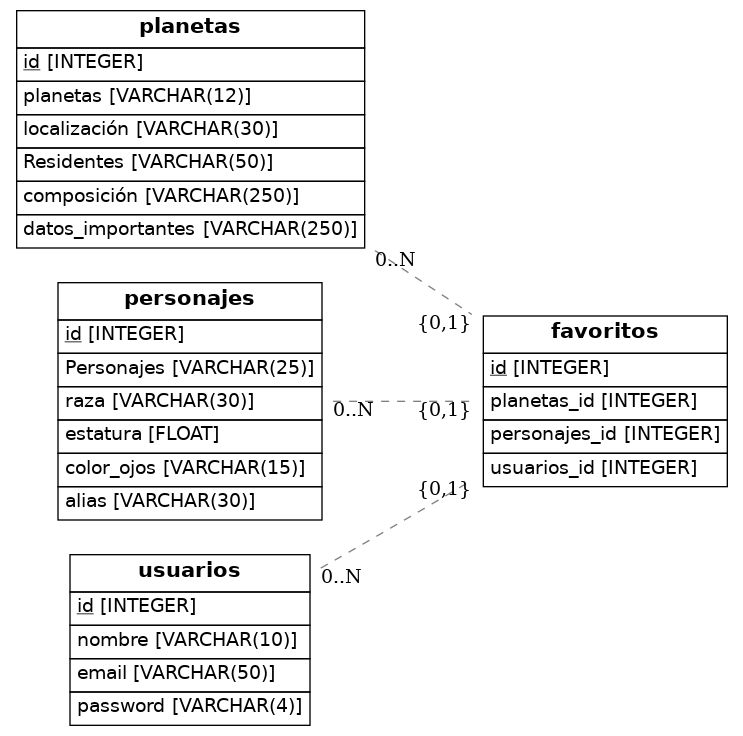 planetas
id [INTEGER]
planetas [VARCHAR(12)]
localización [VARCHAR(30)]
Residentes [VARCHAR(50)]
composición [VARCHAR(250)]
datos_importantes [VARCHAR(250)]
0..N
{0,1}
personajes
id [INTEGER]
Personajes [VARCHAR(25)]
raza [VARCHAR(30)]
estatura [FLOAT]
color_ojos [VARCHAR(15)]
alias [VARCHAR(30)]
0..N
{0,1}
favoritos
id [INTEGER]
planetas_id [INTEGER]
personajes_id [INTEGER]
usuarios_id [INTEGER]
{0,1}
0..N
usuarios
id [INTEGER]
nombre [VARCHAR(10)]
email [VARCHAR(50)]
password [VARCHAR(4)]